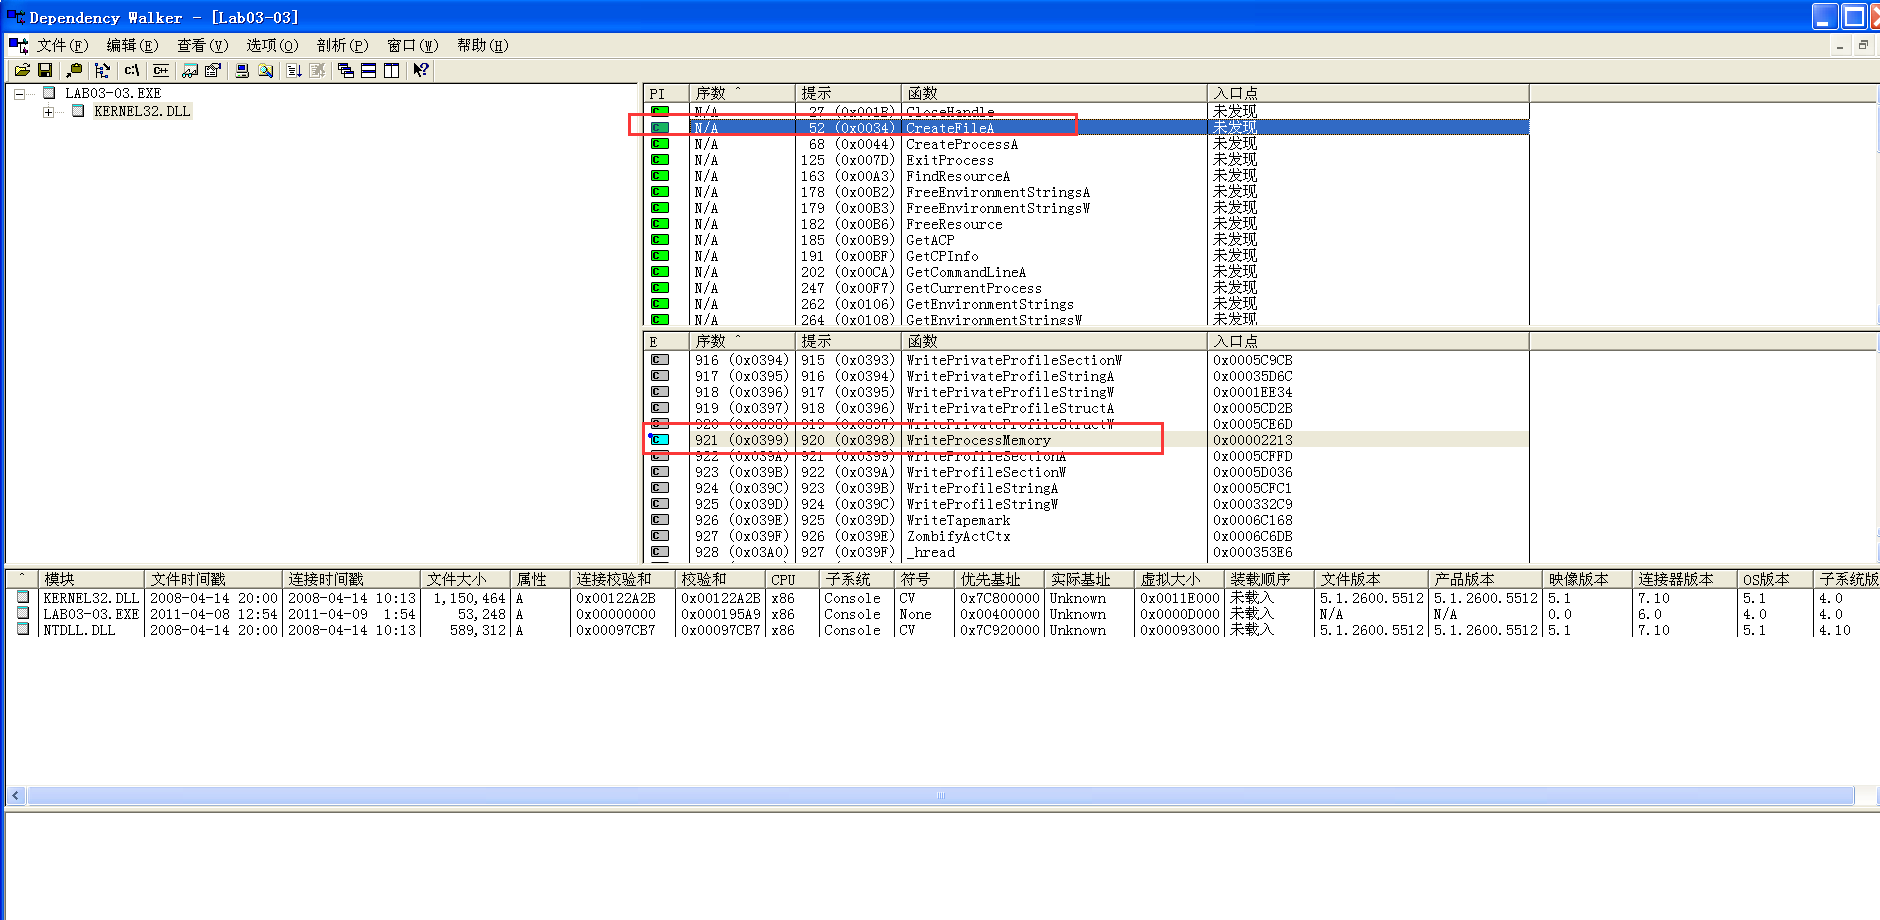 Dependency Walker - [Lab03-03]
文件(F) 编辑(E) 查看(V) 选项(O) 剖析(P) 窗口(W) 帮助(H)
c:\ C++
LAB03-03.EXE
KERNEL32.DLL
PI 序数 ^ 提示 函数 入口点
C N/A 27 (0x001B) CloseHandle 未发现
C N/A 52 (0x0034) CreateFileA 未发现
C N/A 68 (0x0044) CreateProcessA 未发现
C N/A 125 (0x007D) ExitProcess 未发现
C N/A 163 (0x00A3) FindResourceA 未发现
C N/A 178 (0x00B2) FreeEnvironmentStringsA 未发现
C N/A 179 (0x00B3) FreeEnvironmentStringsW 未发现
C N/A 182 (0x00B6) FreeResource 未发现
C N/A 185 (0x00B9) GetACP 未发现
C N/A 191 (0x00BF) GetCPInfo 未发现
C N/A 202 (0x00CA) GetCommandLineA 未发现
C N/A 247 (0x00F7) GetCurrentProcess 未发现
C N/A 262 (0x0106) GetEnvironmentStrings 未发现
C N/A 264 (0x0108) GetEnvironmentStringsW 未发现
E 序数 ^ 提示 函数 入口点
C 916 (0x0394) 915 (0x0393) WritePrivateProfileSectionW 0x0005C9CB
C 917 (0x0395) 916 (0x0394) WritePrivateProfileStringA 0x00035D6C
C 918 (0x0396) 917 (0x0395) WritePrivateProfileStringW 0x0001EE34
C 919 (0x0397) 918 (0x0396) WritePrivateProfileStructA 0x0005CD2B
C 920 (0x0398) 919 (0x0397) WritePrivateProfileStructW 0x0005CE6D
C 921 (0x0399) 920 (0x0398) WriteProcessMemory 0x00002213
C 922 (0x039A) 921 (0x0399) WriteProfileSectionA 0x0005CFFD
C 923 (0x039B) 922 (0x039A) WriteProfileSectionW 0x0005D036
C 924 (0x039C) 923 (0x039B) WriteProfileStringA 0x0005CFC1
C 925 (0x039D) 924 (0x039C) WriteProfileStringW 0x000332C9
C 926 (0x039E) 925 (0x039D) WriteTapemark 0x0006C168
C 927 (0x039F) 926 (0x039E) ZombifyActCtx 0x0006C6DB
C 928 (0x03A0) 927 (0x039F) _hread 0x000353E6
^ 模块 文件时间戳 连接时间戳 文件大小 属性 连接校验和 校验和 CPU 子系统 符号 优先基址 实际基址 虚拟大小 装载顺序 文件版本 产品版本 映像版本 连接器版本 OS版本 子系统版
KERNEL32.DLL 2008-04-14 20:00 2008-04-14 10:13 1,150,464 A 0x00122A2B 0x00122A2B x86 Console CV 0x7C800000 Unknown 0x0011E000 未载入 5.1.2600.5512 5.1.2600.5512 5.1 7.10 5.1 4.0
LAB03-03.EXE 2011-04-08 12:54 2011-04-09 1:54 53,248 A 0x00000000 0x000195A9 x86 Console None 0x00400000 Unknown 0x0000D000 未载入 N/A N/A 0.0 6.0 4.0 4.0
NTDLL.DLL 2008-04-14 20:00 2008-04-14 10:13 589,312 A 0x00097CB7 0x00097CB7 x86 Console CV 0x7C920000 Unknown 0x00093000 未载入 5.1.2600.5512 5.1.2600.5512 5.1 7.10 5.1 4.10